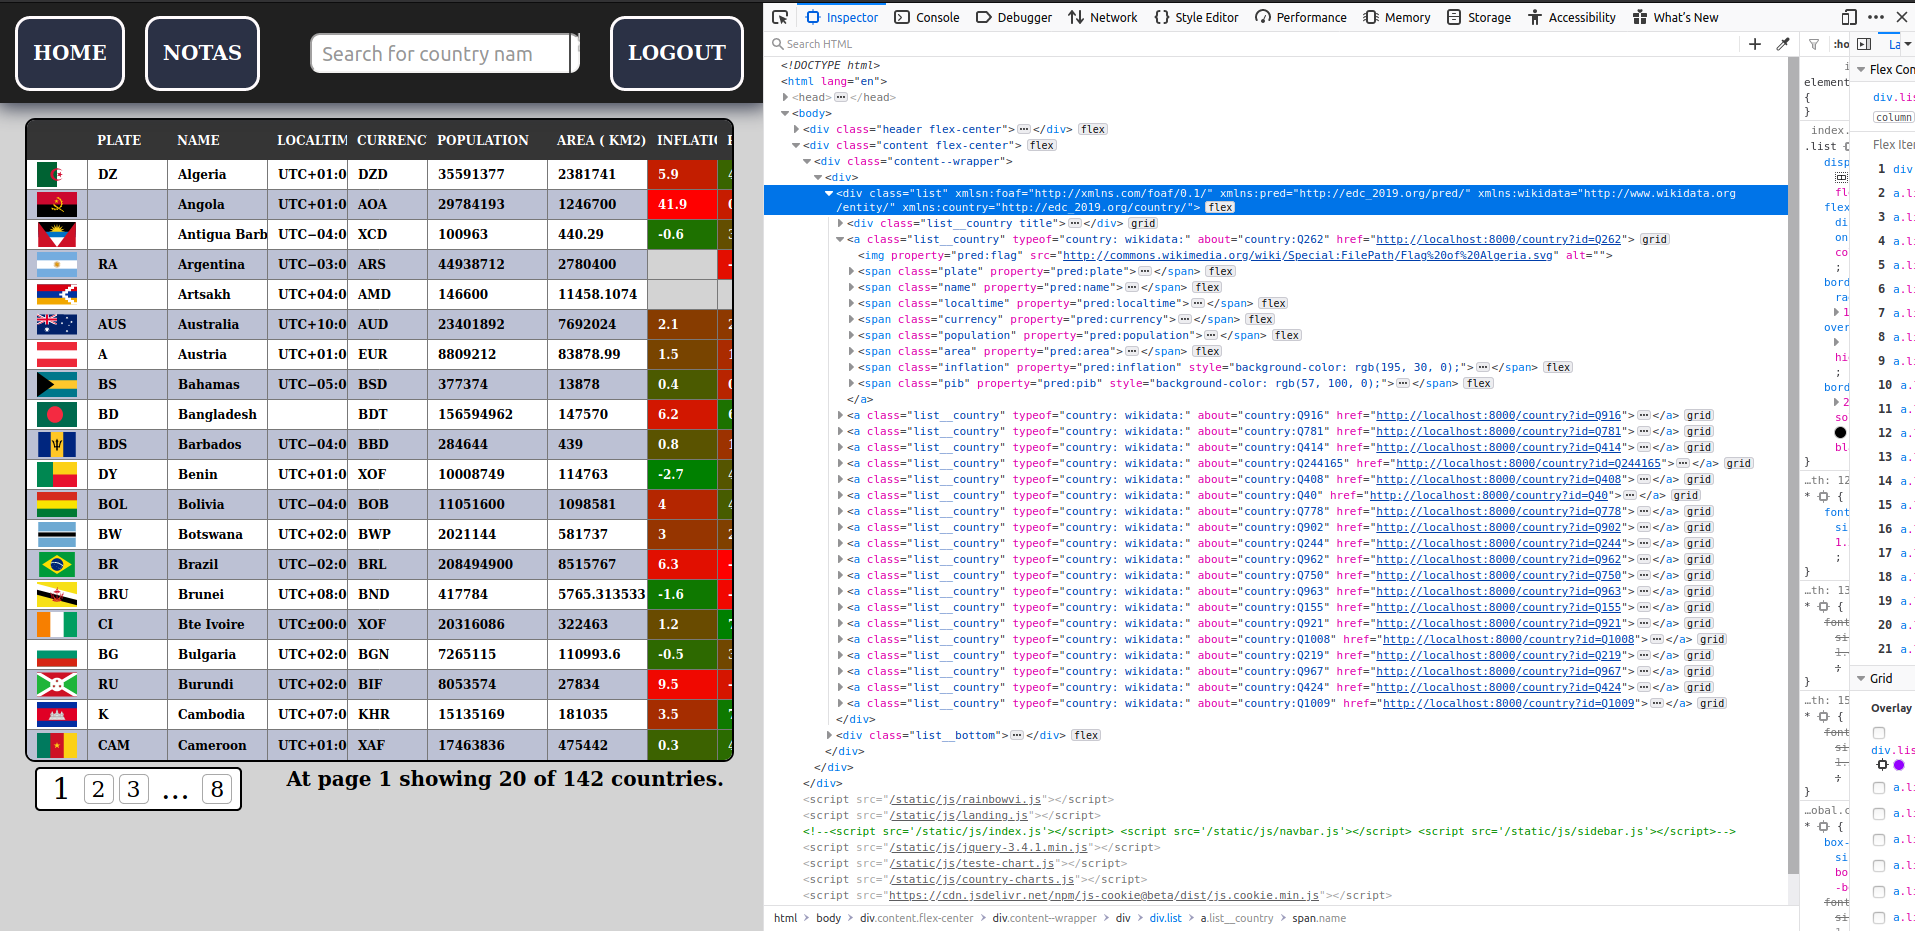 HOME NOTAS Search for country nam LOGOUT
PLATE NAME LOCALTIM CURRENC POPULATION AREA ( KM2) INFLATI
DZ Algeria UTC+01:0 DZD 35591377 2381741 5.9
Angola UTC+01:0 AOA 29784193 1246700 41.9
Antigua Barb UTC−04:0 XCD 100963 440.29 -0.6
RA Argentina UTC−03:0 ARS 44938712 2780400
Artsakh UTC+04:0 AMD 146600 11458.1074
AUS Australia UTC+10:0 AUD 23401892 7692024 2.1
A Austria UTC+01:0 EUR 8809212 83878.99 1.5
BS Bahamas UTC−05:0 BSD 377374 13878 0.4
BD Bangladesh BDT 156594962 147570 6.2
BDS Barbados UTC−04:0 BBD 284644 439 0.8
DY Benin UTC+01:0 XOF 10008749 114763 -2.7
BOL Bolivia UTC−04:0 BOB 11051600 1098581 4
BW Botswana UTC+02:0 BWP 2021144 581737 3
BR Brazil UTC−02:0 BRL 208494900 8515767 6.3
BRU Brunei UTC+08:0 BND 417784 5765.313533 -1.6
CI Bte Ivoire UTC±00:0 XOF 20316086 322463 1.2
BG Bulgaria UTC+02:0 BGN 7265115 110993.6 -0.5
RU Burundi UTC+02:0 BIF 8053574 27834 9.5
K Cambodia UTC+07:0 KHR 15135169 181035 3.5
CAM Cameroon UTC+01:0 XAF 17463836 475442 0.3
1 2 3 ... 8 At page 1 showing 20 of 142 countries.
Inspector Console Debugger Network Style Editor Performance Memory Storage Accessibility What's New
Search HTML
<!DOCTYPE html>
<html lang="en">
<head> </head>
<body>
<div class="header flex-center"> </div> flex
<div class="content flex-center"> flex
<div class="content--wrapper">
<div>
<div class="list" xmlsn:foaf="http://xmlns.com/foaf/0.1/" xmlns:pred="http://edc_2019.org/pred/" xmlns:wikidata="http://www.wikidata.org
/entity/" xmlns:country="http://edc_2019.org/country/"> flex
<div class="list__country title"> </div> grid
<a class="list__country" typeof="country: wikidata:" about="country:Q262" href="http://localhost:8000/country?id=Q262"> grid
<img property="pred:flag" src="http://commons.wikimedia.org/wiki/Special:FilePath/Flag%20of%20Algeria.svg" alt="">
<span class="plate" property="pred:plate"> </span> flex
<span class="name" property="pred:name"> </span> flex
<span class="localtime" property="pred:localtime"> </span> flex
<span class="currency" property="pred:currency"> </span> flex
<span class="population" property="pred:population"> </span> flex
<span class="area" property="pred:area"> </span> flex
<span class="inflation" property="pred:inflation" style="background-color: rgb(195, 30, 0);"> </span> flex
<span class="pib" property="pred:pib" style="background-color: rgb(57, 100, 0);"> </span> flex
</a>
<a class="list__country" typeof="country: wikidata:" about="country:Q916" href="http://localhost:8000/country?id=Q916"> </a> grid
<a class="list__country" typeof="country: wikidata:" about="country:Q781" href="http://localhost:8000/country?id=Q781"> </a> grid
<a class="list__country" typeof="country: wikidata:" about="country:Q414" href="http://localhost:8000/country?id=Q414"> </a> grid
<a class="list__country" typeof="country: wikidata:" about="country:Q244165" href="http://localhost:8000/country?id=Q244165"> </a> grid
<a class="list__country" typeof="country: wikidata:" about="country:Q408" href="http://localhost:8000/country?id=Q408"> </a> grid
<a class="list__country" typeof="country: wikidata:" about="country:Q40" href="http://localhost:8000/country?id=Q40"> </a> grid
<a class="list__country" typeof="country: wikidata:" about="country:Q778" href="http://localhost:8000/country?id=Q778"> </a> grid
<a class="list__country" typeof="country: wikidata:" about="country:Q902" href="http://localhost:8000/country?id=Q902"> </a> grid
<a class="list__country" typeof="country: wikidata:" about="country:Q244" href="http://localhost:8000/country?id=Q244"> </a> grid
<a class="list__country" typeof="country: wikidata:" about="country:Q962" href="http://localhost:8000/country?id=Q962"> </a> grid
<a class="list__country" typeof="country: wikidata:" about="country:Q750" href="http://localhost:8000/country?id=Q750"> </a> grid
<a class="list__country" typeof="country: wikidata:" about="country:Q963" href="http://localhost:8000/country?id=Q963"> </a> grid
<a class="list__country" typeof="country: wikidata:" about="country:Q155" href="http://localhost:8000/country?id=Q155"> </a> grid
<a class="list__country" typeof="country: wikidata:" about="country:Q921" href="http://localhost:8000/country?id=Q921"> </a> grid
<a class="list__country" typeof="country: wikidata:" about="country:Q1008" href="http://localhost:8000/country?id=Q1008"> </a> grid
<a class="list__country" typeof="country: wikidata:" about="country:Q219" href="http://localhost:8000/country?id=Q219"> </a> grid
<a class="list__country" typeof="country: wikidata:" about="country:Q967" href="http://localhost:8000/country?id=Q967"> </a> grid
<a class="list__country" typeof="country: wikidata:" about="country:Q424" href="http://localhost:8000/country?id=Q424"> </a> grid
<a class="list__country" typeof="country: wikidata:" about="country:Q1009" href="http://localhost:8000/country?id=Q1009"> </a> grid
</div>
<div class="list__bottom"> </div> flex
</div>
</div>
</div>
<script src="/static/js/rainbowvi.js"></script>
<script src="/static/js/landing.js"></script>
<!--<script src='/static/js/index.js'></script> <script src='/static/js/navbar.js'></script> <script src='/static/js/sidebar.js'></script>-->
<script src="/static/js/jquery-3.4.1.min.js"></script>
<script src="/static/js/teste-chart.js"></script>
<script src="/static/js/country-charts.js"></script>
<script src="https://cdn.jsdelivr.net/npm/js-cookie@beta/dist/js.cookie.min.js"></script>
html body div.content.flex-center div.content--wrapper div div.list a.list__country span.name
:ho
element
{
}
index.
.list {
disp
fl
flex
di
on
co
;
bord
ra
1
over
hi
;
bord
2
so
bl
}
…th: 12
* {
font
si
1.
;
}
…th: 13
* {
font
si
1.
;
}
…th: 15
* {
font
si
1.
;
}
…obal.c
* {
box-
si
bo
-b
font
si
La
Flex Con
div.lis
column
Flex Iter
1 div
2 a.l
3 a.l
4 a.l
5 a.l
6 a.l
7 a.l
8 a.l
9 a.l
10 a.l
11 a.l
12 a.l
13 a.l
14 a.l
15 a.l
16 a.l
17 a.l
18 a.l
19 a.l
20 a.l
21 a.l
Grid
Overlay
div.lis
a.li
a.li
a.li
a.li
a.li
a.li